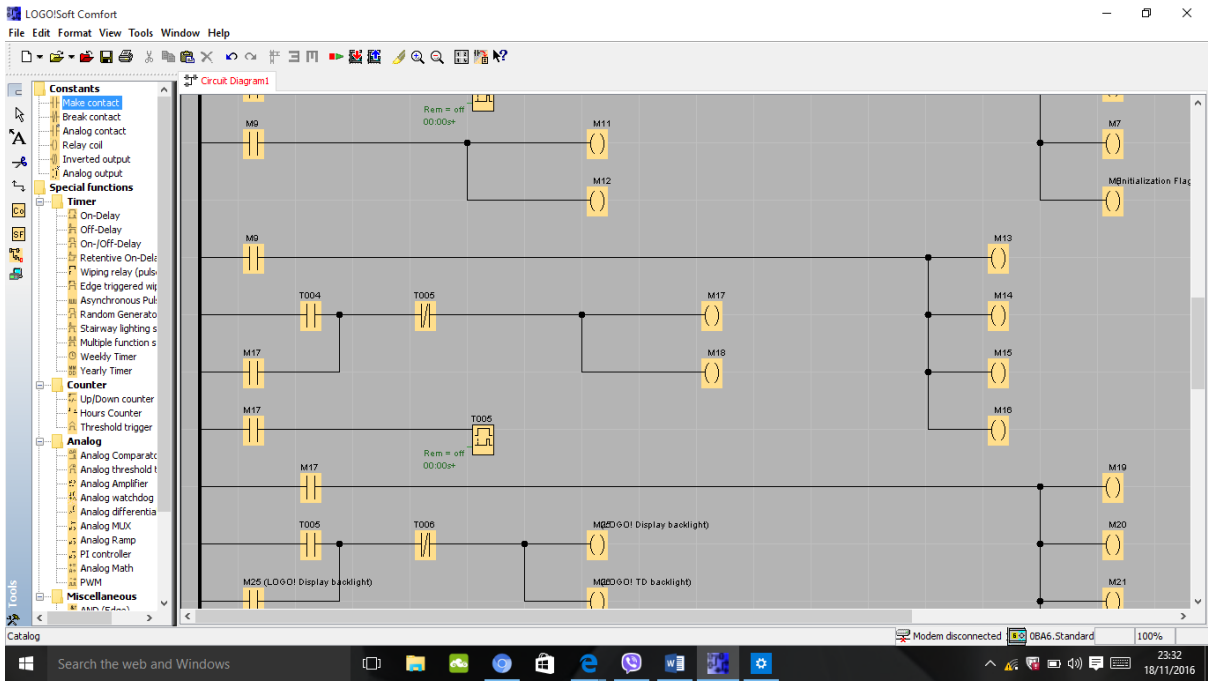 LOGO!Soft Comfort
File Edit Format View Tools Window Help
Constants
Make contact
Break contact
Analog contact
Relay coil
Inverted output
Analog output
Special functions
Timer
On-Delay
Off-Delay
On-/Off-Delay
Retentive On-Dela
Wiping relay (puls
Edge triggered wip
Asynchronous Pul
Random Generato
Stairway lighting s
Multiple function s
Weekly Timer
Yearly Timer
Counter
Up/Down counter
Hours Counter
Threshold trigger
Analog
Analog Comparato
Analog threshold t
Analog Amplifier
Analog watchdog
Analog differentia
Analog MUX
Analog Ramp
PI controller
Analog Math
PWM
Miscellaneous
AND (Edge)
Tools
Circuit Diagram1
Rem = off
00:00s+
M9 M11 M7
M12 Initialization Flag
M9 M13
T004 T005 M17 M14
M17 M18 M15
M17 T005 M16
Rem = off
00:00s+
M17 M19
T005 T006 LOGO! Display backlight) M20
M25 (LOGO! Display backlight) LOGO! TD backlight) M21
Catalog Modem disconnected 0BA6.Standard 100%
Search the web and Windows
23:32
18/11/2016